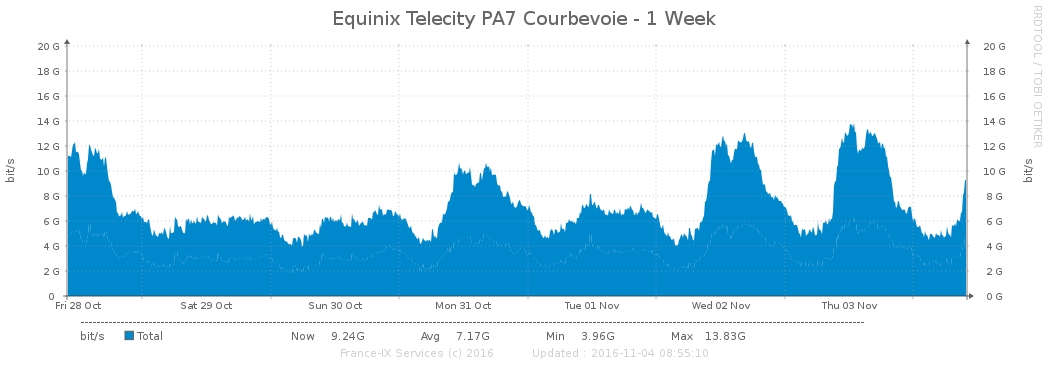 Equinix Telecity PA7 Courbevoie - 1 Week
RRDTOOL / TOBI OETIKER
bit/s
20 G 20 G
18 G 18 G
16 G 16 G
14 G 14 G
12 G 12 G
10 G 10 G
8 G 8 G
6 G 6 G
4 G 4 G
2 G 2 G
0 0 G
bit/s
Fri 28 Oct Sat 29 Oct Sun 30 Oct Mon 31 Oct Tue 01 Nov Wed 02 Nov Thu 03 Nov
bit/s Total Now 9.24G Avg 7.17G Min 3.96G Max 13.83G
France-IX Services (c) 2016 Updated : 2016-11-04 08:55:10